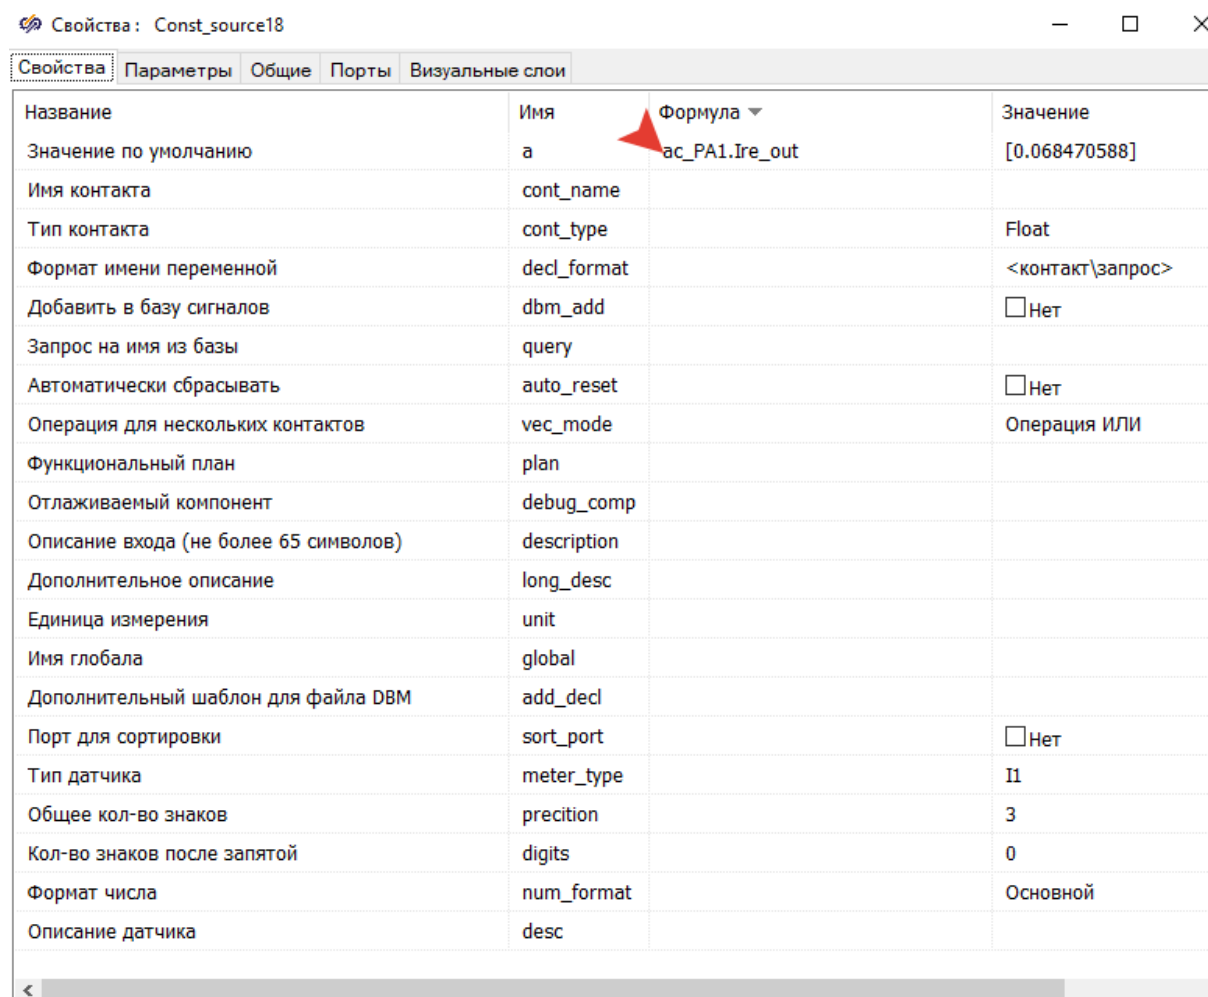 Свойства: Const_source18
Свойства Параметры Общие Порты Визуальные слои
Название Имя Формула Значение
Значение по умолчанию a ac_PA1.Ire_out [0.068470588]
Имя контакта cont_name
Тип контакта cont_type Float
Формат имени переменной decl_format <контакт\запрос>
Добавить в базу сигналов dbm_add Нет
Запрос на имя из базы query
Автоматически сбрасывать auto_reset Нет
Операция для нескольких контактов vec_mode Операция ИЛИ
Функциональный план plan
Отлаживаемый компонент debug_comp
Описание входа (не более 65 символов) description
Дополнительное описание long_desc
Единица измерения unit
Имя глобала global
Дополнительный шаблон для файла DBM add_decl
Порт для сортировки sort_port Нет
Тип датчика meter_type I1
Общее кол-во знаков precition 3
Кол-во знаков после запятой digits 0
Формат числа num_format Основной
Описание датчика desc